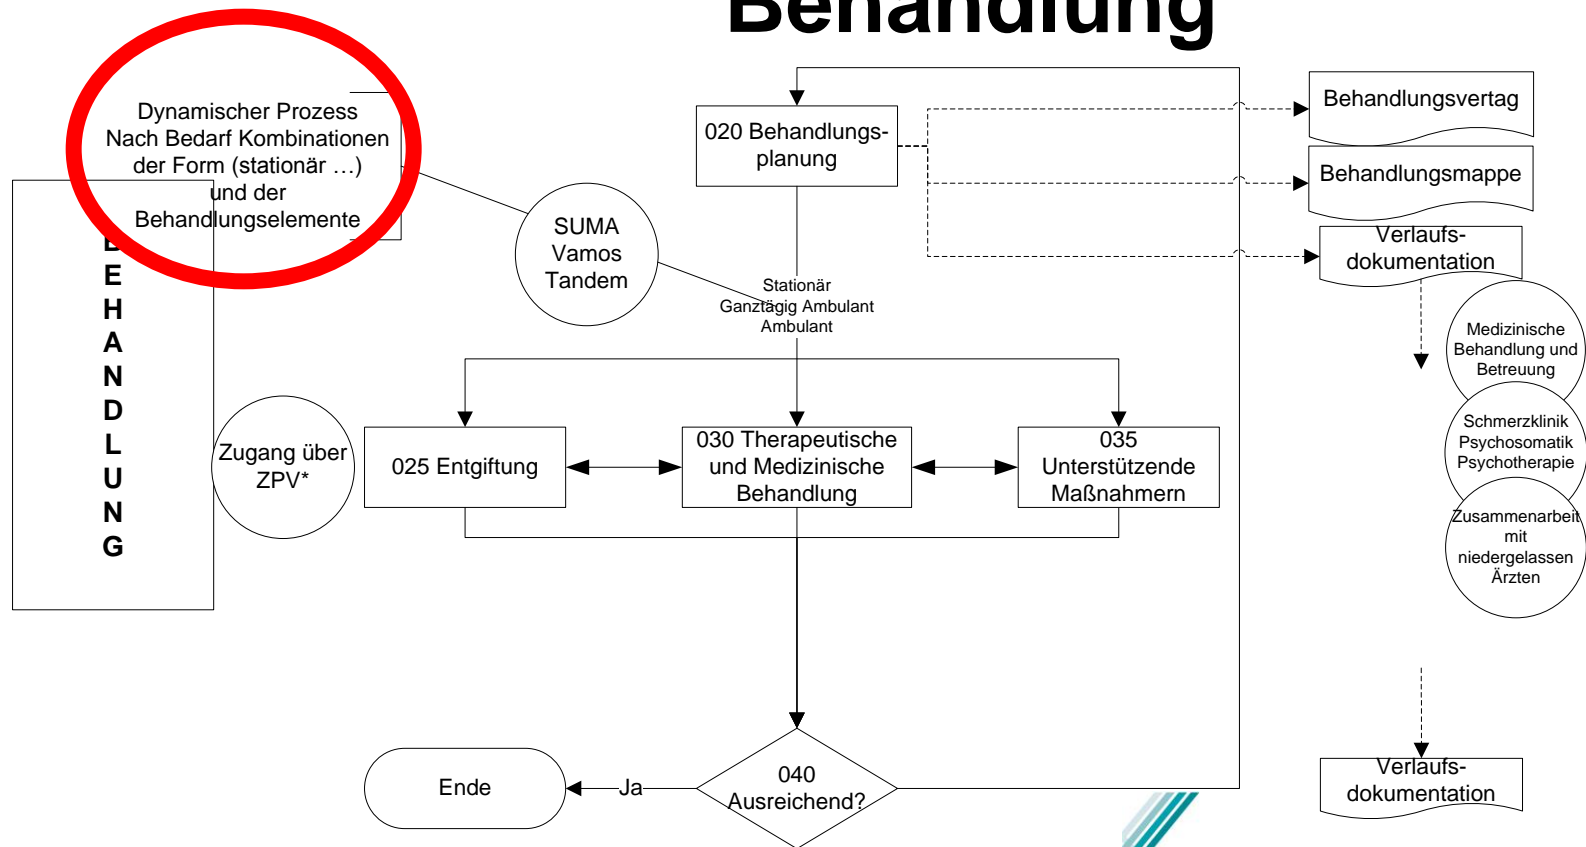 Behandlung
Dynamischer Prozess
Nach Bedarf Kombinationen
der Form (stationär …)
und der
Behandlungselemente
B
E
H
A
N
D
L
U
N
G
SUMA
Vamos
Tandem
Zugang über
ZPV*
020 Behandlungs-
planung
Stationär
Ganztägig Ambulant
Ambulant
025 Entgiftung
030 Therapeutische
und Medizinische
Behandlung
035
Unterstützende
Maßnahmern
040
Ausreichend?
Ja
Ende
Behandlungsvertag
Behandlungsmappe
Verlaufs-
dokumentation
Medizinische
Behandlung und
Betreuung
Schmerzklinik
Psychosomatik
Psychotherapie
Zusammenarbeit
mit
niedergelassen
Ärzten
Verlaufs-
dokumentation